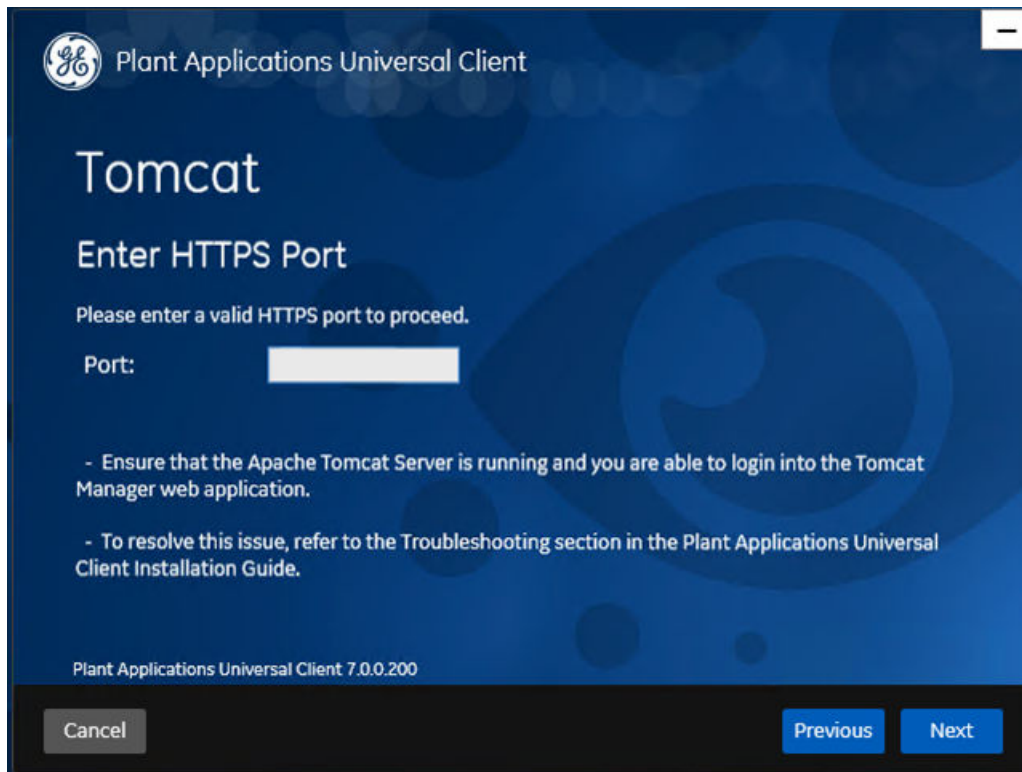 GE Plant Applications Universal Client
Tomcat
Enter HTTPS Port
Please enter a valid HTTPS port to proceed.
Port:
- Ensure that the Apache Tomcat Server is running and you are able to login into the Tomcat
Manager web application.
- To resolve this issue, refer to the Troubleshooting section in the Plant Applications Universal
Client Installation Guide.
Plant Applications Universal Client 7.0.0.200
Cancel
Previous
Next